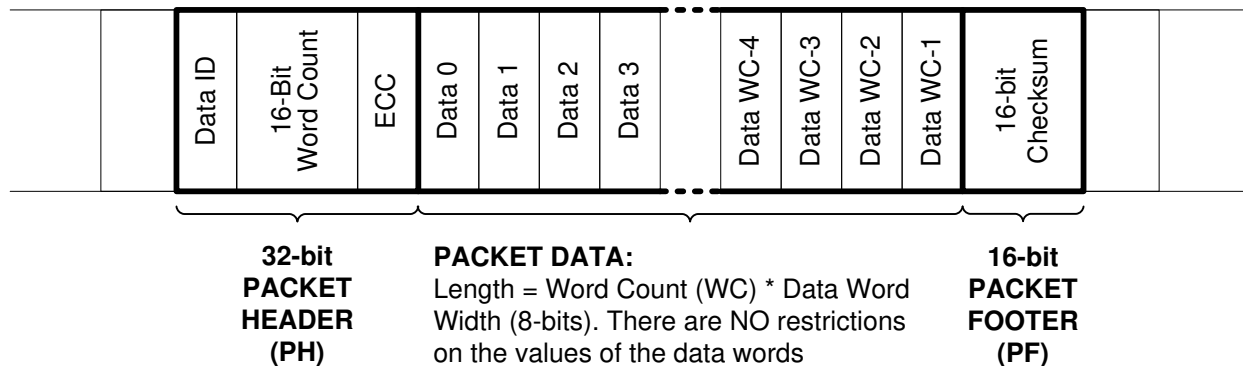 Data ID
16-Bit
Word Count
ECC
Data 0
Data 1
Data 2
Data 3
Data WC-4
Data WC-3
Data WC-2
Data WC-1
16-bit
Checksum
32-bit
PACKET
HEADER
(PH)
PACKET DATA:
Length = Word Count (WC) * Data Word
Width (8-bits). There are NO restrictions
on the values of the data words
16-bit
PACKET
FOOTER
(PF)